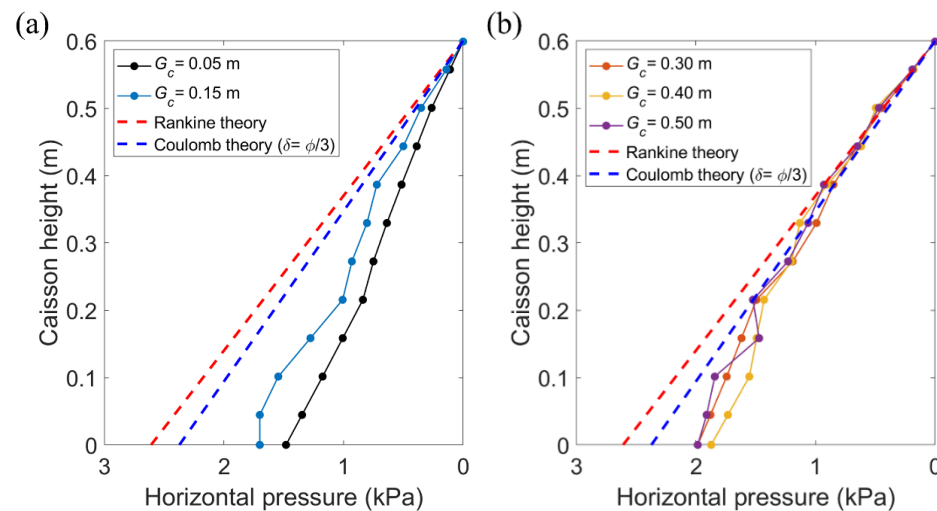 (a)
0.6
0.5
0.4
0.3
0.2
0.1
0
Caisson height (m)
G_c = 0.05 m
G_c = 0.15 m
Rankine theory
Coulomb theory (δ= ϕ/3)
3 2 1 0
Horizontal pressure (kPa)
(b)
0.6
0.5
0.4
0.3
0.2
0.1
0
Caisson height (m)
G_c = 0.30 m
G_c = 0.40 m
G_c = 0.50 m
Rankine theory
Coulomb theory (δ= ϕ/3)
3 2 1 0
Horizontal pressure (kPa)